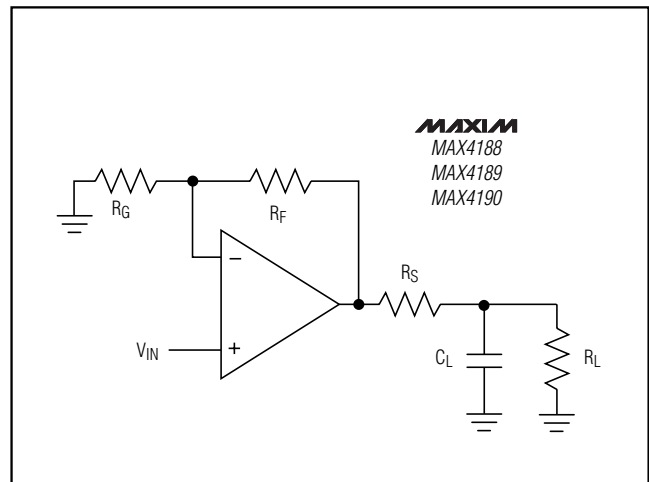 MAXIM
MAX4188
MAX4189
MAX4190
RG
RF
RS
VIN
−
+
CL
RL